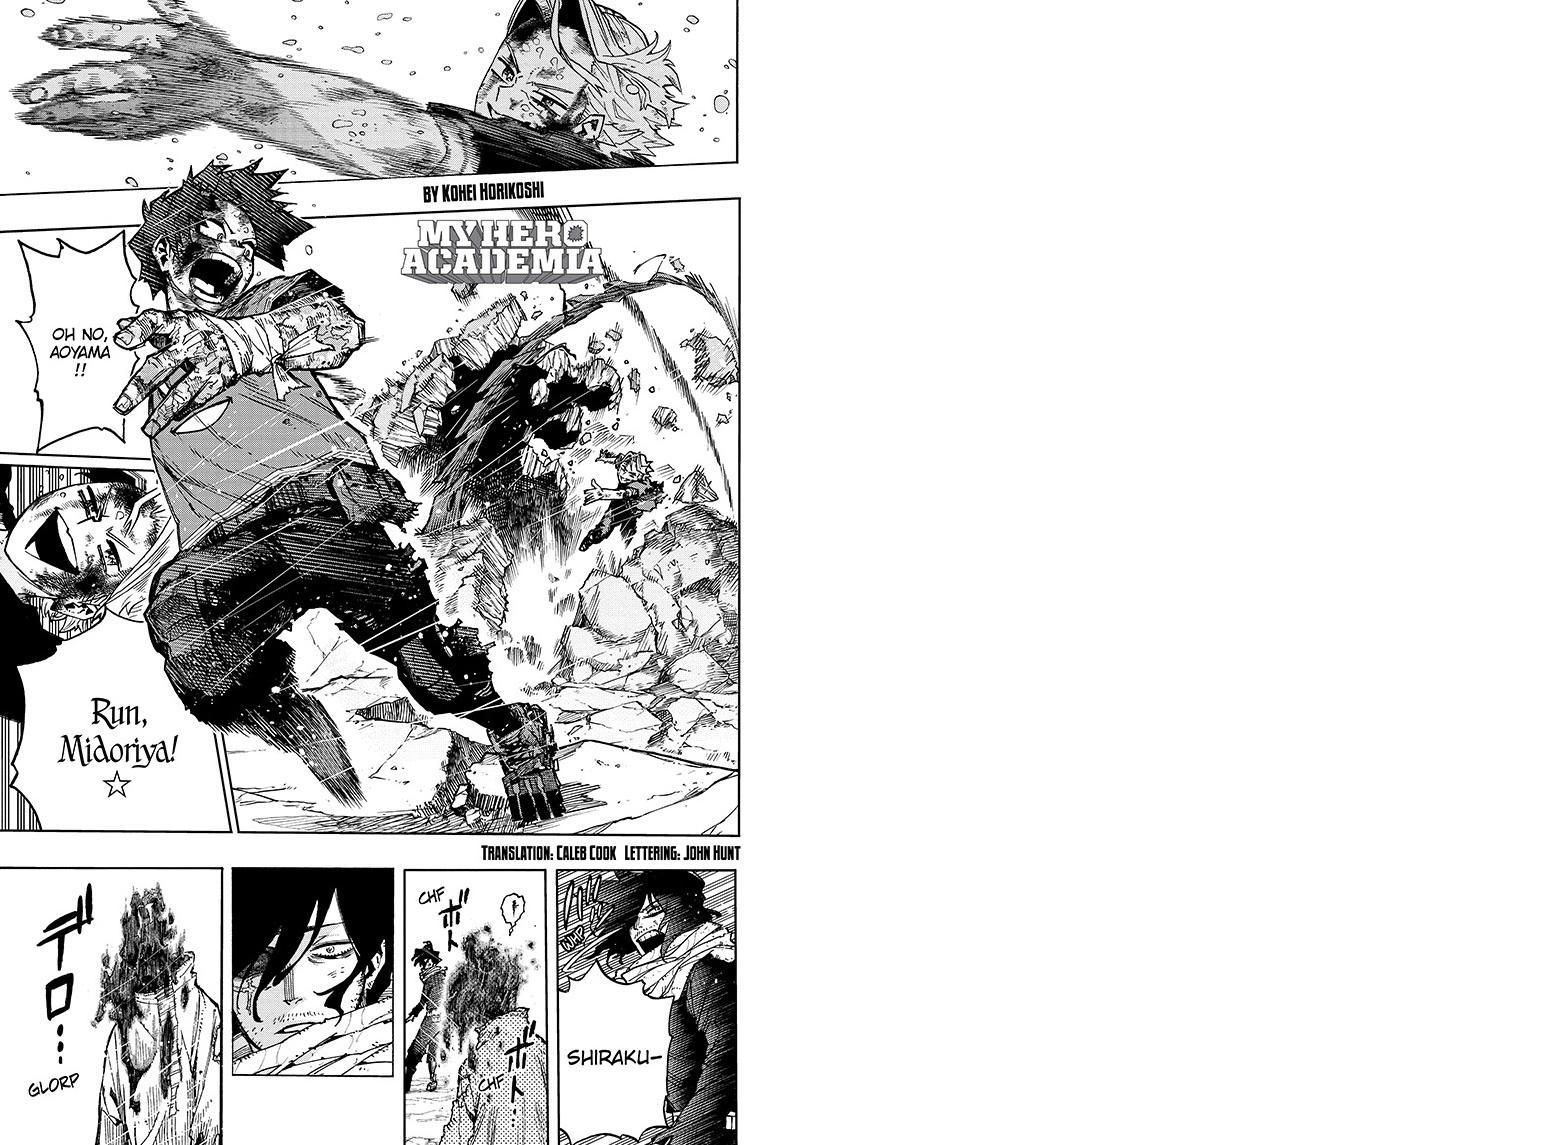 BY KOHEI HORIKOSHI
MY HERO
ACADEMIA
OH NO,
AOYAMA
!!
Run,
Midoriya!
☆
TRANSLATION: CALEB COOK LETTERING: JOHN HUNT
SHIRAKU-
CHF
ボト
CHF
ボト…
デロ…
GLORP